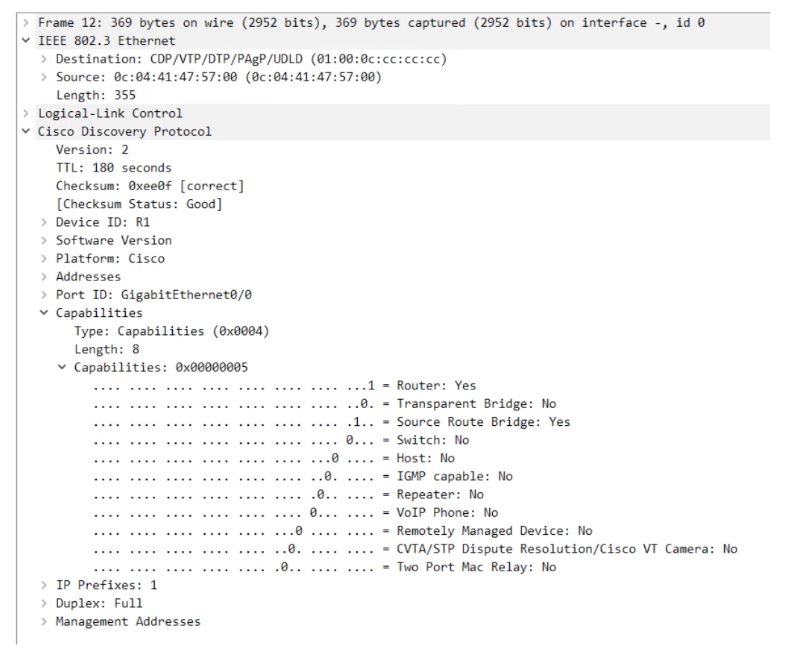 Frame 12: 369 bytes on wire (2952 bits), 369 bytes captured (2952 bits) on interface -, id 0
IEEE 802.3 Ethernet
Destination: CDP/VTP/DTP/PAgP/UDLD (01:00:0c:cc:cc:cc)
Source: 0c:04:41:47:57:00 (0c:04:41:47:57:00)
Length: 355
Logical-Link Control
Cisco Discovery Protocol
Version: 2
TTL: 180 seconds
Checksum: 0xee0f [correct]
[Checksum Status: Good]
Device ID: R1
Software Version
Platform: Cisco
Addresses
Port ID: GigabitEthernet0/0
Capabilities
Type: Capabilities (0x0004)
Length: 8
Capabilities: 0x00000005
.... .... .... .... .... .... .... ...1 = Router: Yes
.... .... .... .... .... .... .... ..0. = Transparent Bridge: No
.... .... .... .... .... .... .... .1.. = Source Route Bridge: Yes
.... .... .... .... .... .... .... 0... = Switch: No
.... .... .... .... .... .... ...0 .... = Host: No
.... .... .... .... .... .... ..0. .... = IGMP capable: No
.... .... .... .... .... .... .0.. .... = Repeater: No
.... .... .... .... .... .... 0... .... = VoIP Phone: No
.... .... .... .... .... ...0 .... .... = Remotely Managed Device: No
.... .... .... .... .... ..0. .... .... = CVTA/STP Dispute Resolution/Cisco VT Camera: No
.... .... .... .... .... .0.. .... .... = Two Port Mac Relay: No
IP Prefixes: 1
Duplex: Full
Management Addresses